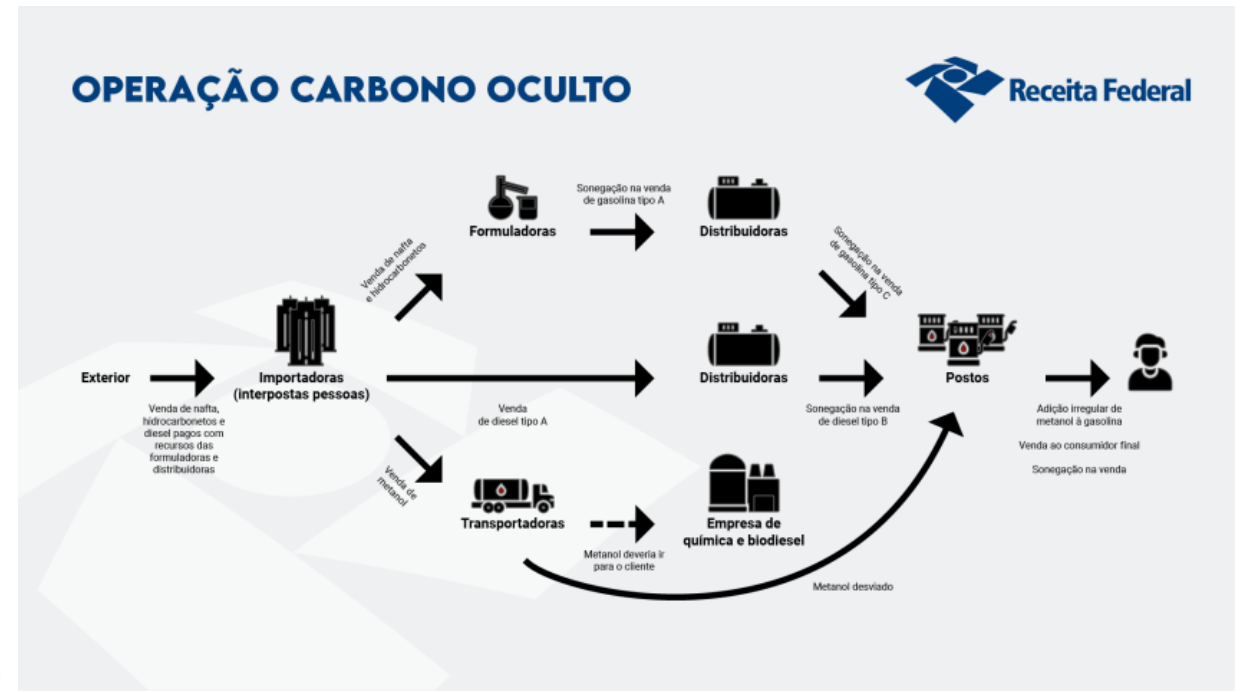 OPERAÇÃO CARBONO OCULTO
Receita Federal
Sonegação na venda
de gasolina tipo A
Formuladoras
Distribuidoras
Venda de nafta
e hidrocarbonetos
Sonegação na venda
de gasolina tipo C
Exterior
Importadoras
(interpostas pessoas)
Distribuidoras
Postos
Venda de nafta,
hidrocarbonetos e
diesel pagos com
recursos das
formuladoras e
distribuidoras
Venda
de diesel tipo A
Sonegação na venda
de diesel tipo B
Adição irregular de
metanol à gasolina
Venda ao consumidor final
Sonegação na venda
Venda de
metanol
Transportadoras
Empresa de
química e biodiesel
Metanol deveria ir
para o cliente
Metanol desviado